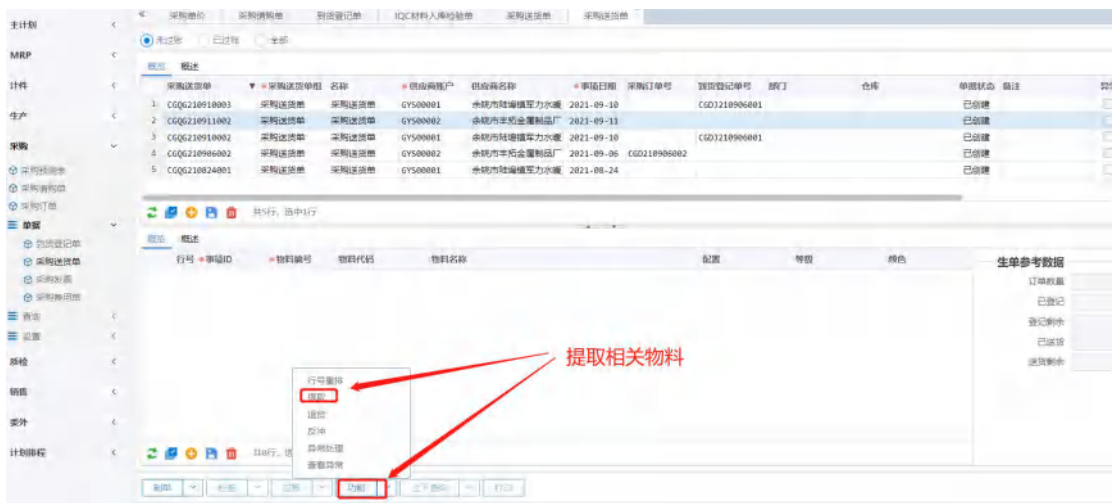 主计划
MRP
计件
生产
采购
采购预测表
采购请购单
采购订单
单据
到货登记单
采购送货单
采购发票
查询
设置
质检
销售
委外
计划排程
采购单价 采购请购单 到货登记单 IQC材料入库检验单 采购送货单 采购送货单
未过账 已过账 全部
概览 概述
采购送货单 采购送货单组 名称 供应商账户 供应商名称 事项日期 采购订单号 到货登记单号 部门 仓库 单据状态 备注
1 CGQG210910003 采购送货单 采购送货单 GYS00001 余姚市陆埠镇军力水暖 2021-09-10 CGDJ210906001 已创建
2 CGQG210911002 采购送货单 采购送货单 GYS00002 余姚市丰拓金属制品厂 2021-09-11 已创建
3 CGQG210910002 采购送货单 采购送货单 GYS00001 余姚市陆埠镇军力水暖 2021-09-10 CGDJ210906001 已创建
4 CGQG210906002 采购送货单 采购送货单 GYS00002 余姚市丰拓金属制品厂 2021-09-06 CGD210906002 已创建
5 CGQG210824001 采购送货单 采购送货单 GYS00001 余姚市陆埠镇军力水暖 2021-08-24 已创建
共5行，选中1行
概览 概述
行号 事项ID 物料编号 物料代码 物料名称 配置 等级 颜色
生单参考数据
订单数量
已登记
登记剩余
已送货
送货剩余
提取相关物料
行号重排
提取
退货
反冲
异常处理
查看异常
共0行，
检查 过账 功能 上下查询 打印